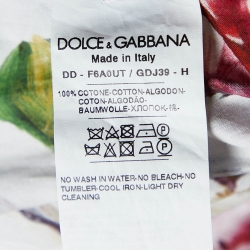 DOLCE & GABBANA
Made in Italy
DD - F6A0UT / GDJ39 - H
100% COTONE-COTTON-ALGODON-
COTON-ALGODÃO-
BAUMWOLLE-ХЛОПОК-棉-
NO WASH IN WATER-NO BLEACH-NO
TUMBLER-COOL IRON-LIGHT DRY
CLEANING